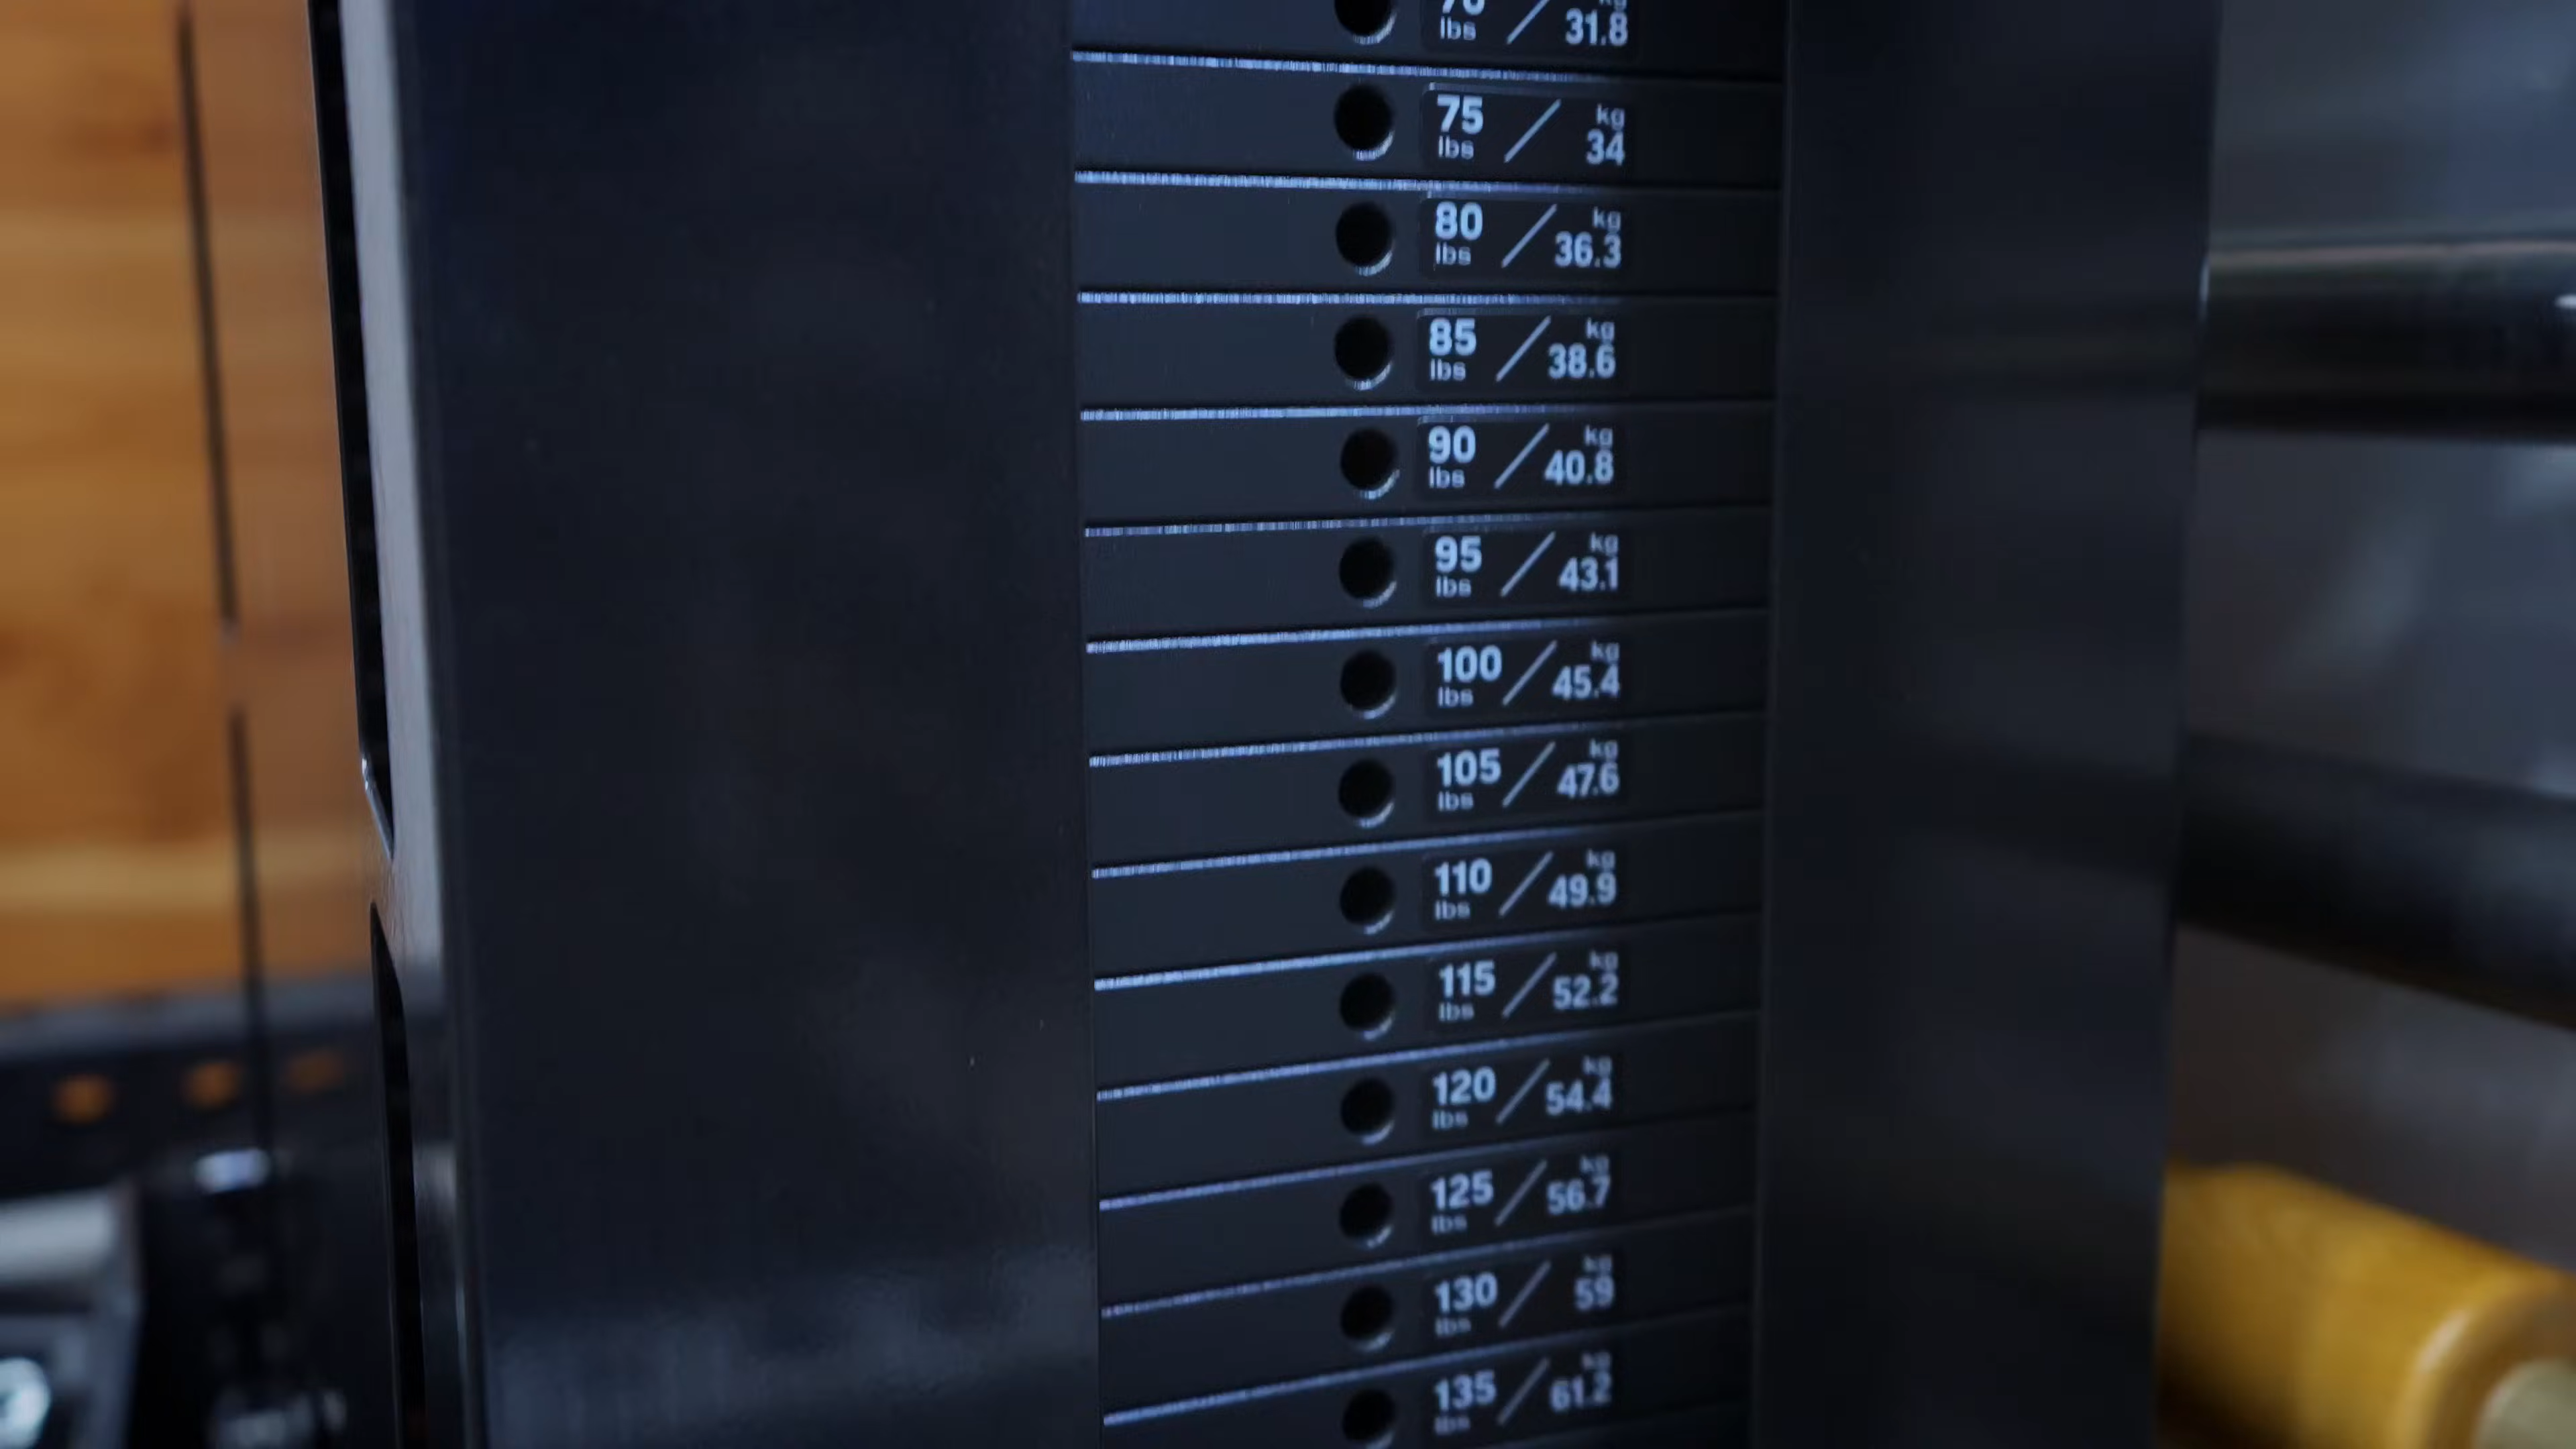 70 kg
lbs / 31.8
75 / kg
lbs 34
80 / kg
lbs 36.3
85 / kg
lbs 38.6
90 / kg
lbs 40.8
95 / kg
lbs 43.1
100 / kg
lbs 45.4
105 / kg
lbs 47.6
110 / kg
lbs 49.9
115 / kg
lbs 52.2
120 / kg
lbs 54.4
125 / kg
lbs 56.7
130 / kg
lbs 59
135 / kg
lbs 61.2